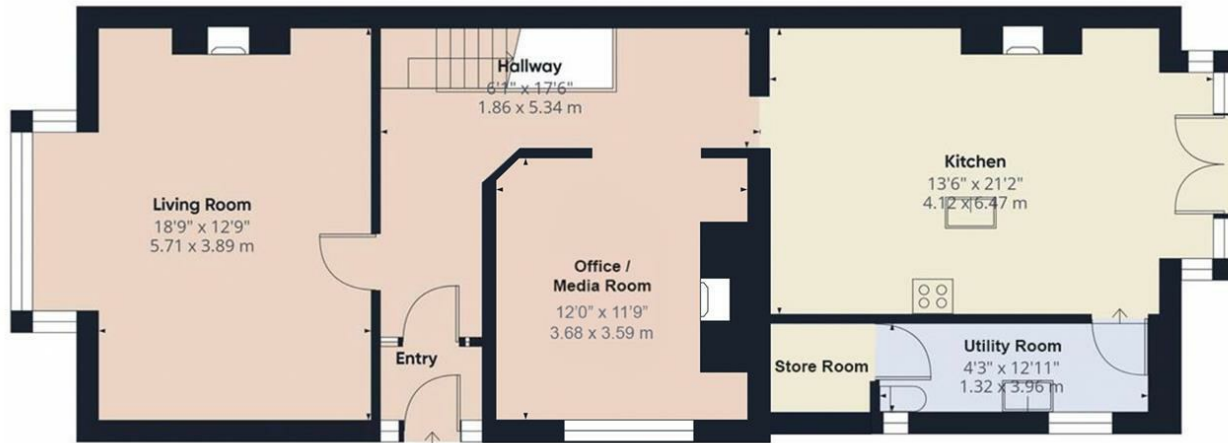 Hallway
6'1" x 17'6"
1.86 x 5.34 m
Living Room
18'9" x 12'9"
5.71 x 3.89 m
Kitchen
13'6" x 21'2"
4.12 x 6.47 m
Office /
Media Room
12'0" x 11'9"
3.68 x 3.59 m
Entry
Store Room
Utility Room
4'3" x 12'11"
1.32 x 3.96 m